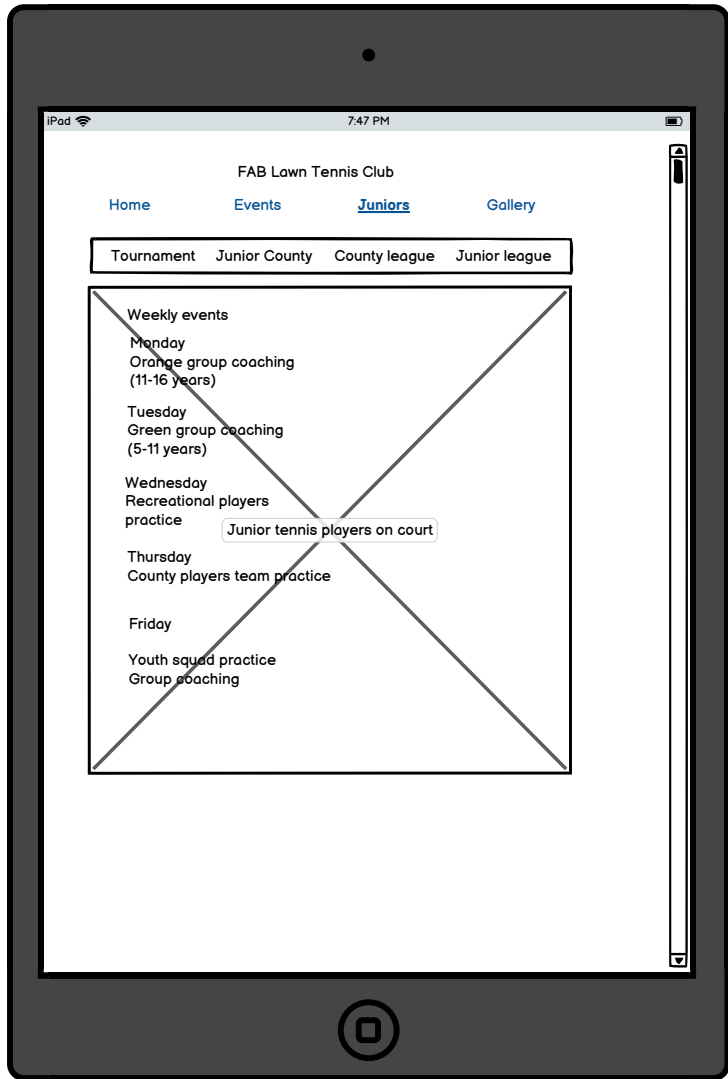 iPad 7:47 PM
FAB Lawn Tennis Club
Home Events Juniors Gallery
Tournament Junior County County league Junior league
Weekly events
Monday
Orange group coaching
(11-16 years)
Tuesday
Green group coaching
(5-11 years)
Wednesday
Recreational players
practice
Junior tennis players on court
Thursday
County players team practice
Friday
Youth squad practice
Group coaching